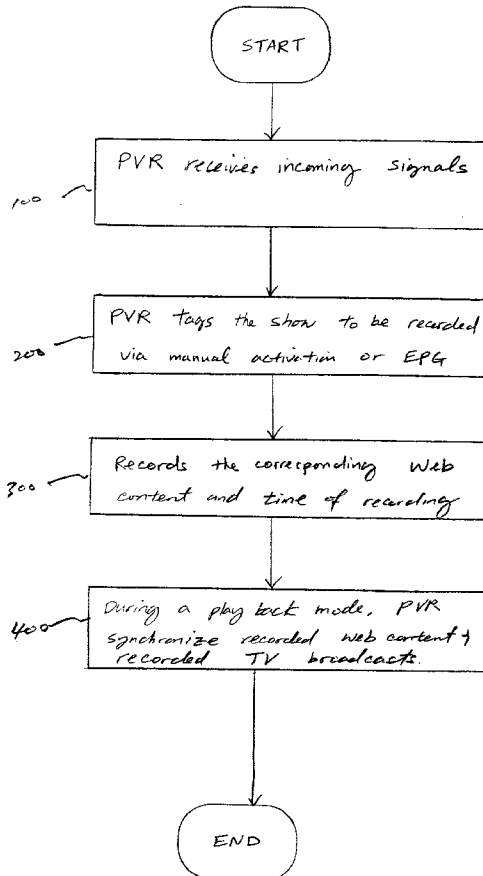 START
PVR receives incoming signals
100
PVR tags the show to be recorded
via manual activation or EPG
200
Records the corresponding Web
content and time of recording
300
During a play back mode, PVR
synchronize recorded web content &
recorded TV broadcasts.
400
END